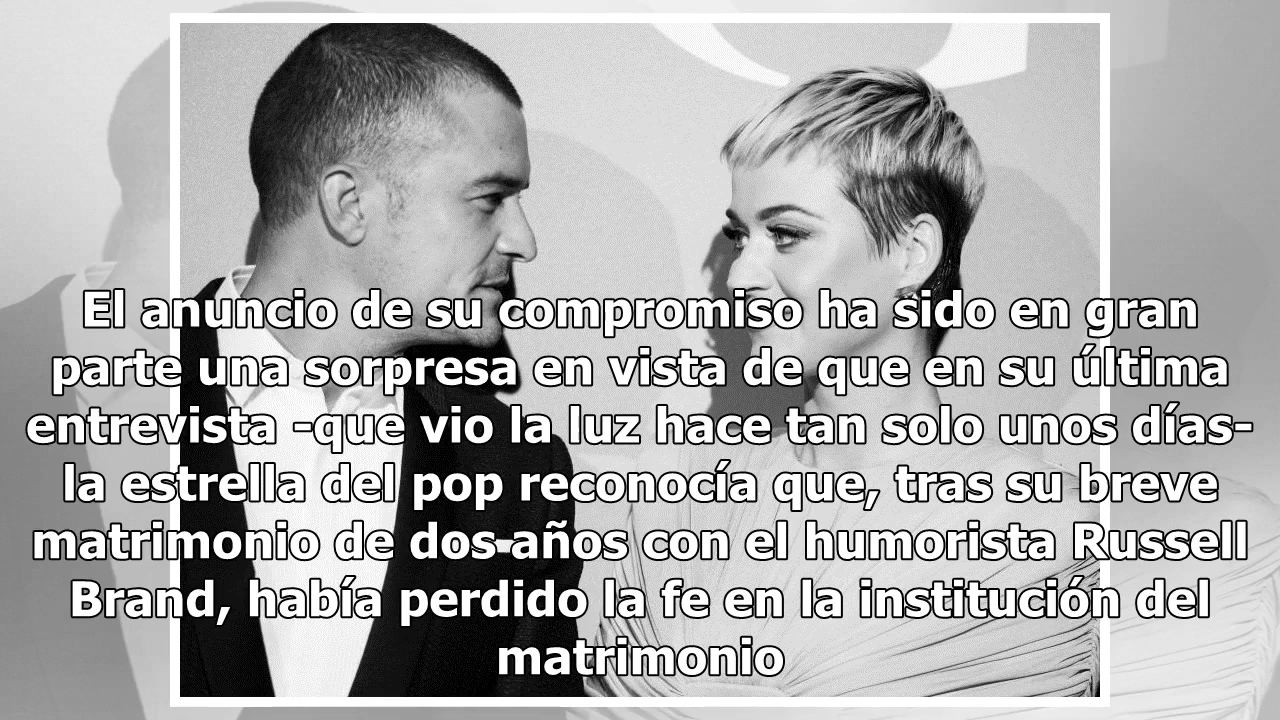 El anuncio de su compromiso ha sido en gran
parte una sorpresa en vista de que en su última
entrevista -que vio la luz hace tan solo unos días-
la estrella del pop reconocía que, tras su breve
matrimonio de dos años con el humorista Russell
Brand, había perdido la fe en la institución del
matrimonio